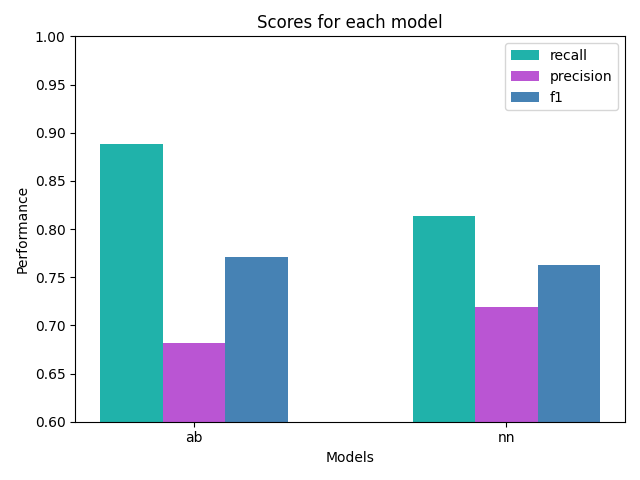 Scores for each model
1.00
0.95
0.90
0.85
0.80
0.75
0.70
0.65
0.60
Performance
recall
precision
f1
ab
nn
Models